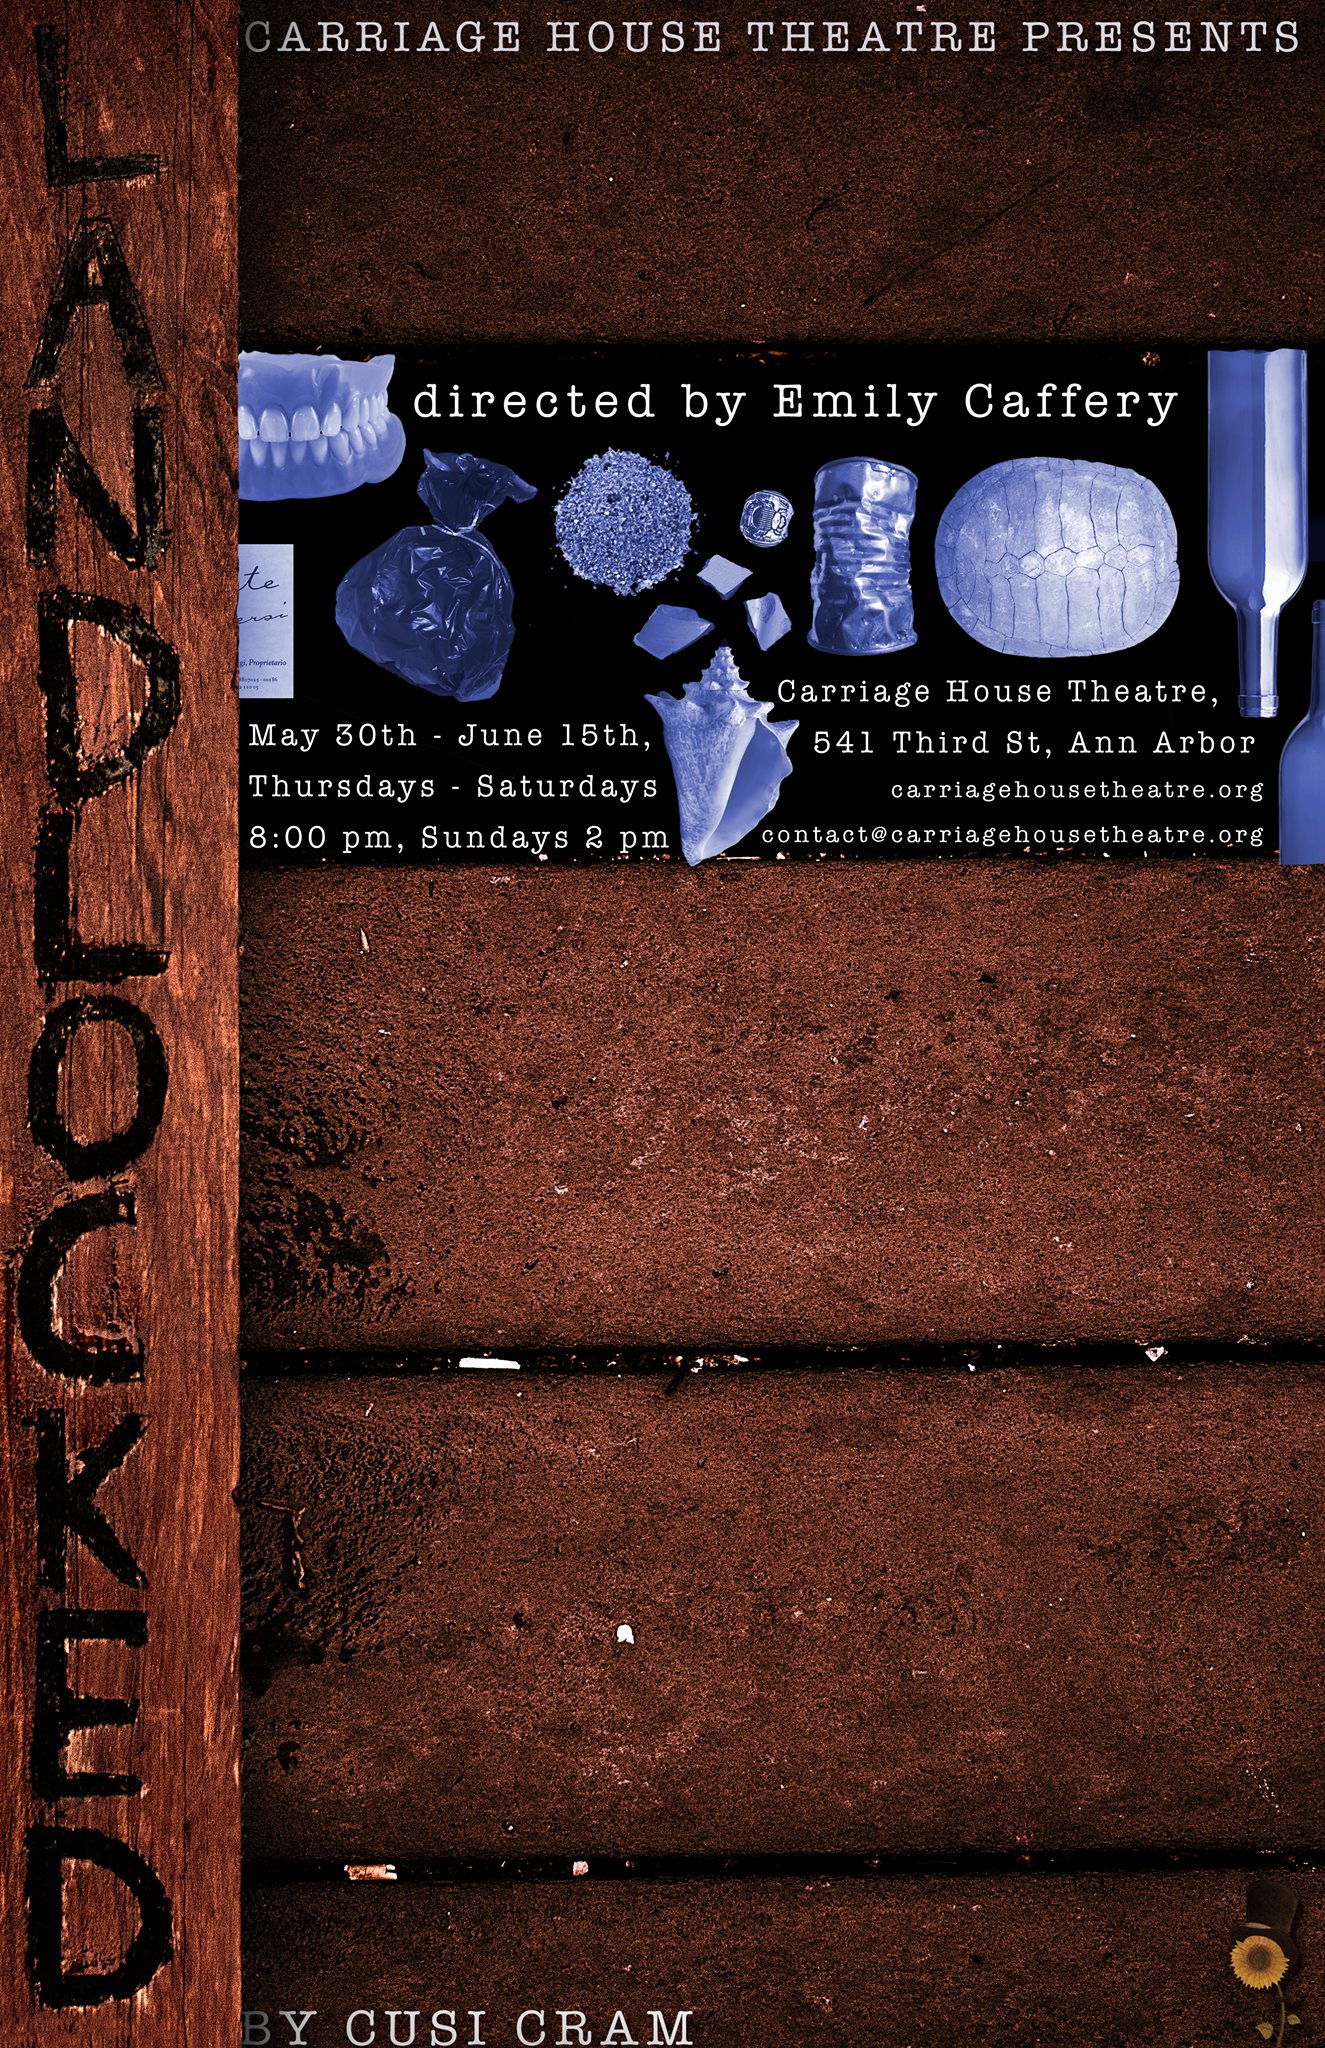 CARRIAGE HOUSE THEATRE PRESENTS
LANDLOCKED
directed by Emily Caffery
Proprietario
May 30th - June 15th,
Thursdays - Saturdays
8:00 pm, Sundays 2 pm
Carriage House Theatre,
541 Third St, Ann Arbor
carriagehousetheatre.org
contact@carriagehousetheatre.org
BY CUSI CRAM